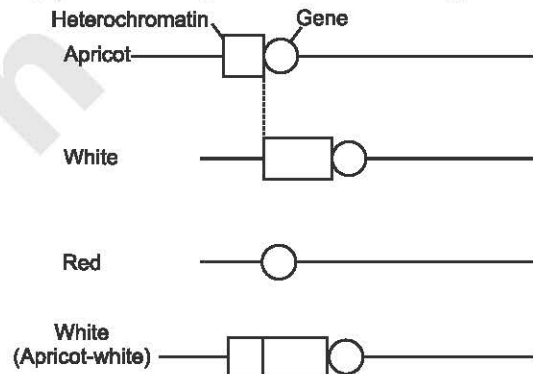 Heterochromatin Gene
Apricot
White
Red
White
(Apricot-white)